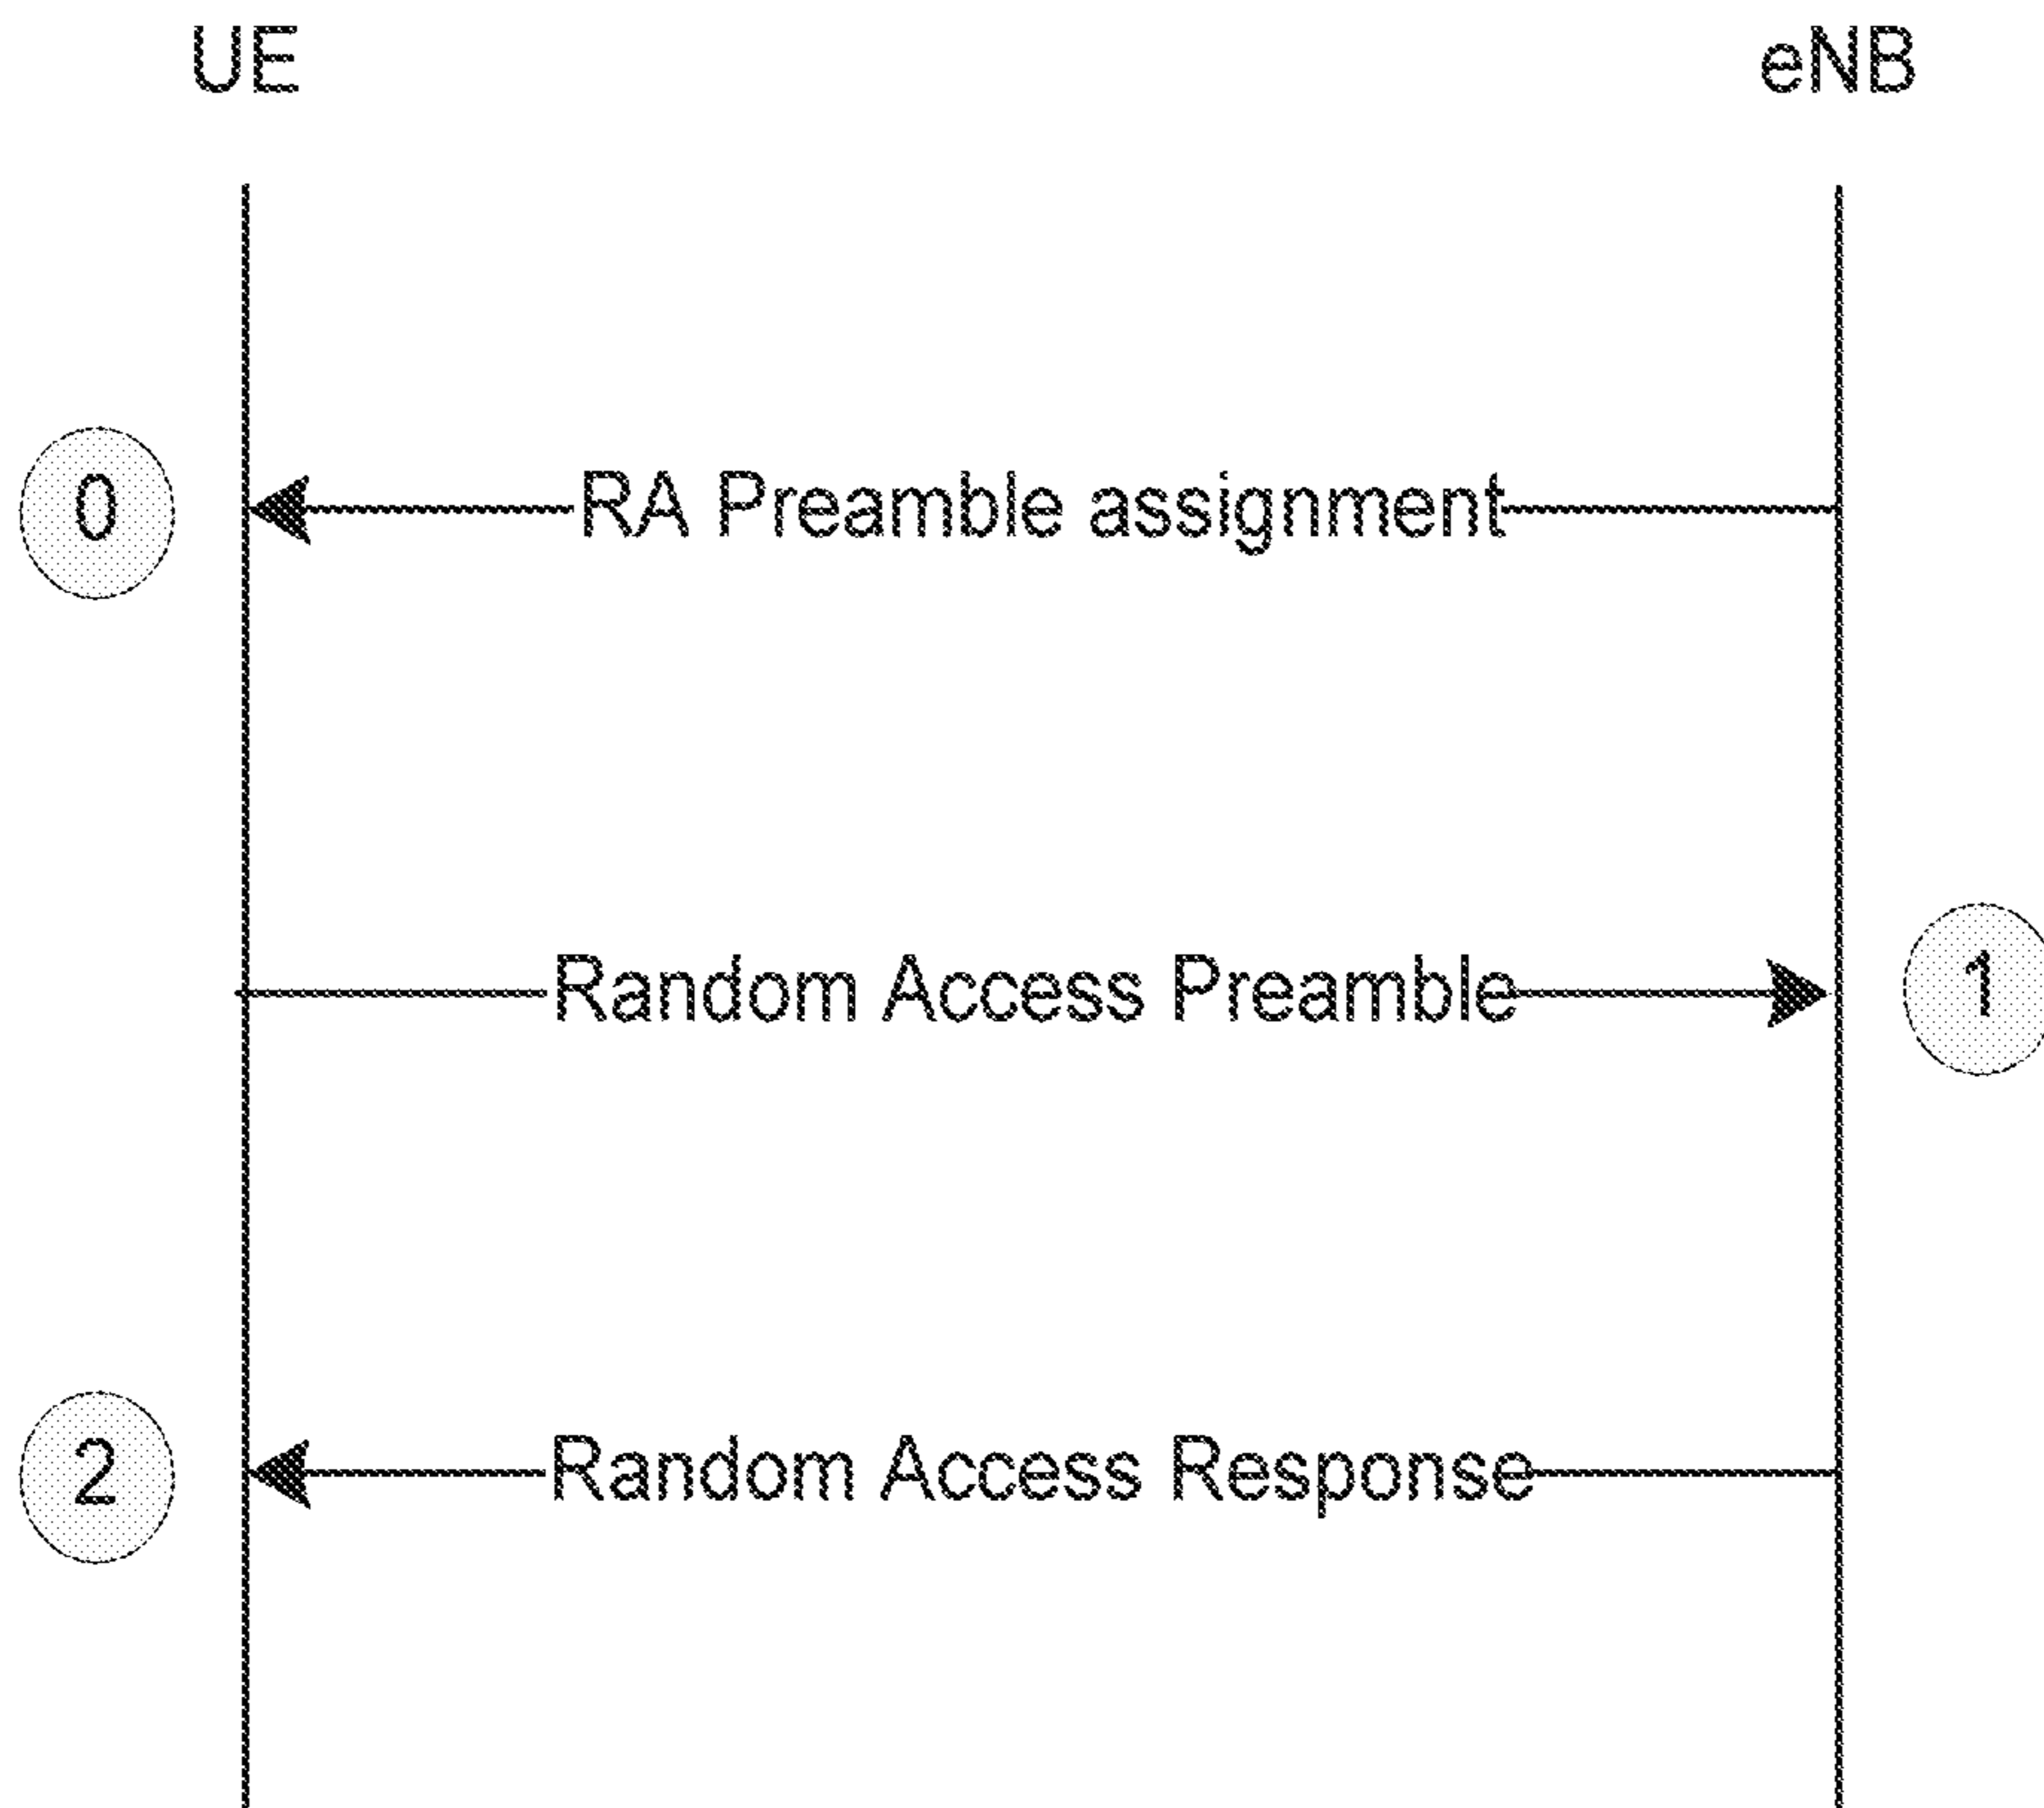 UE
eNB
0
RA Preamble assignment
Random Access Preamble
1
2
Random Access Response